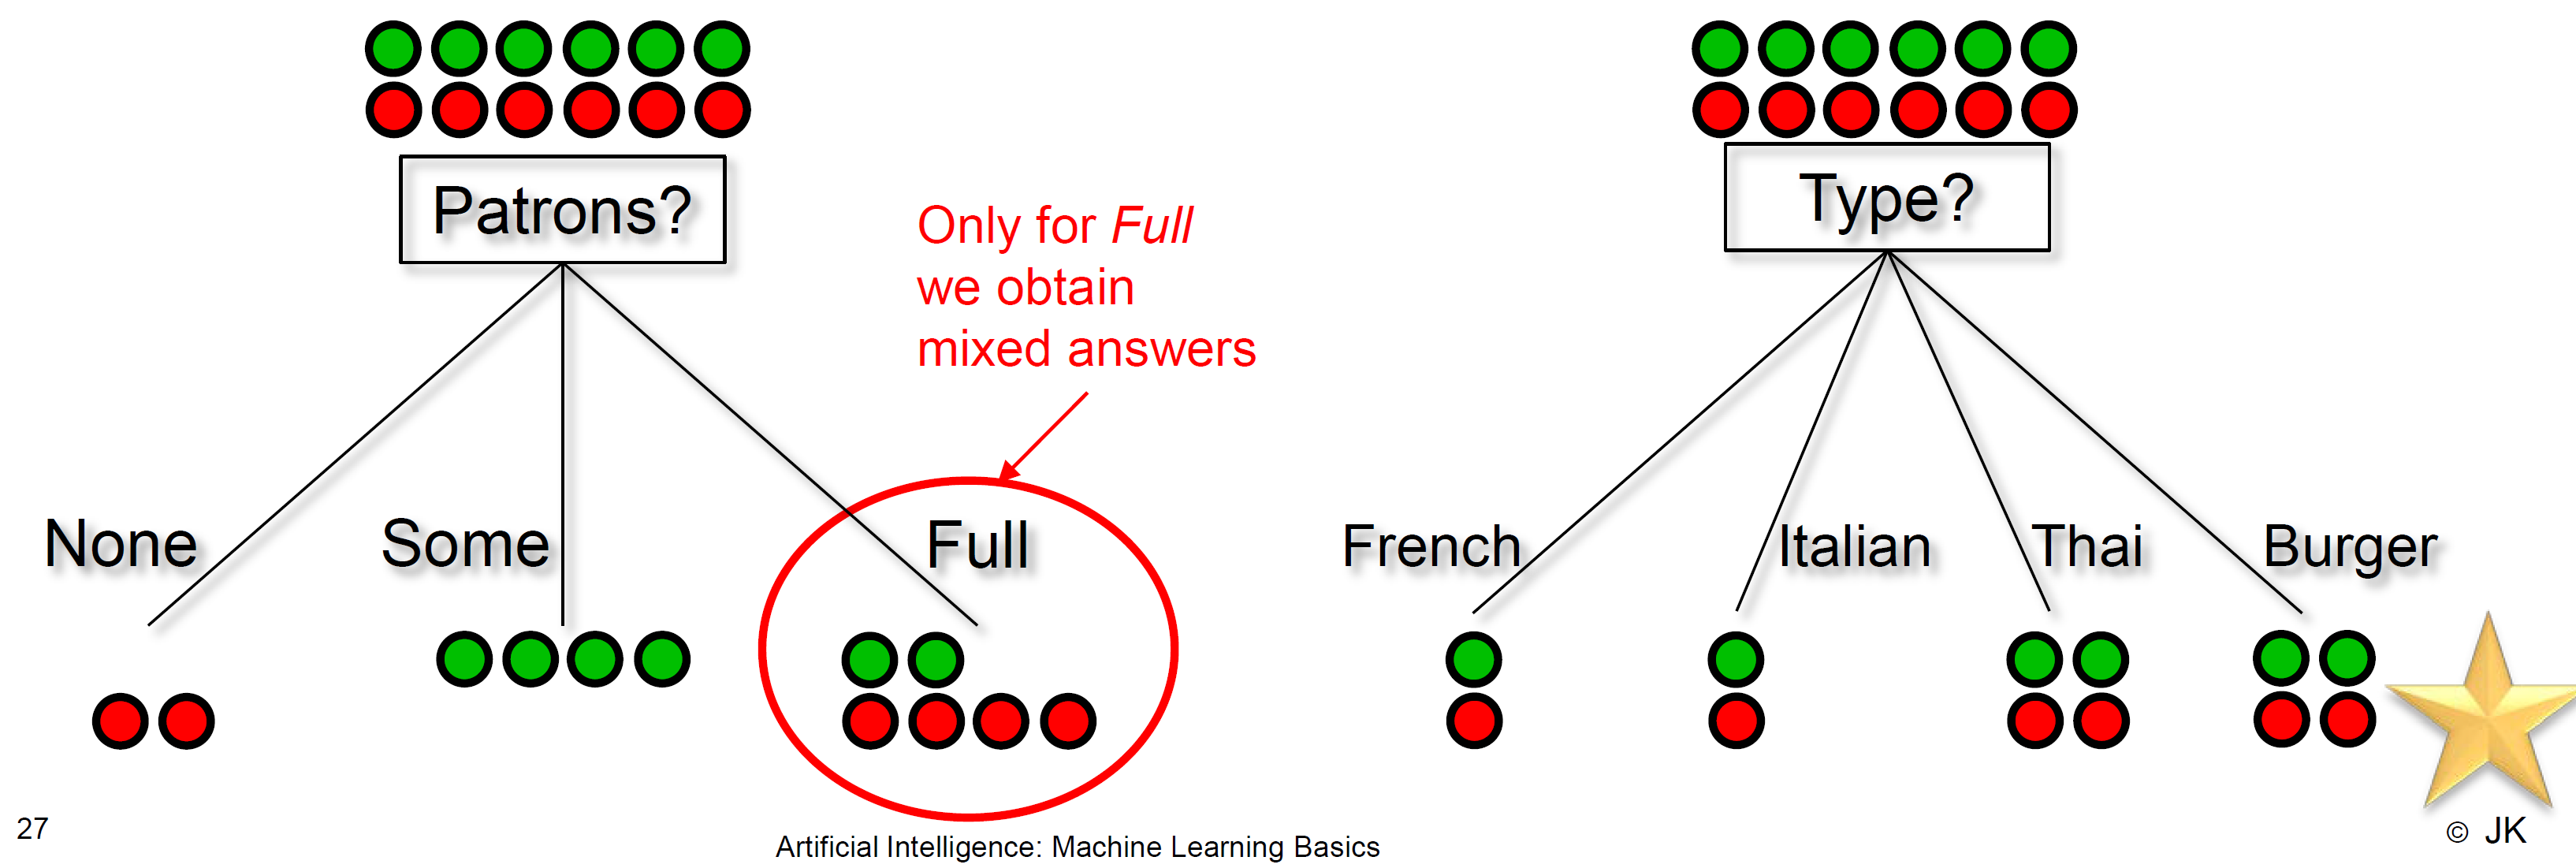 Patrons?
None
Some
Full
Only for Full
we obtain
mixed answers
Type?
French
Italian
Thai
Burger
27
Artificial Intelligence: Machine Learning Basics
© JK